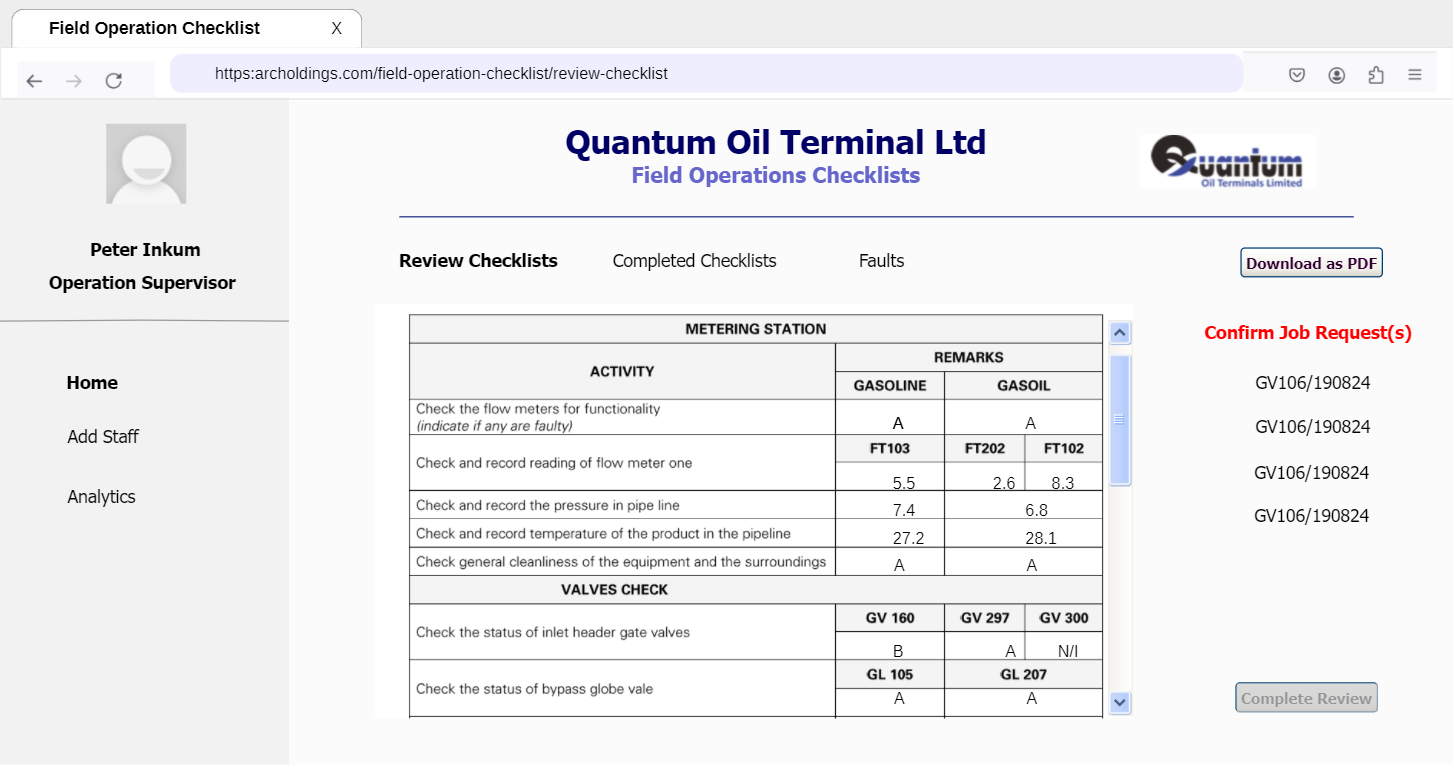 Field Operation Checklist X
https:archoldings.com/field-operation-checklist/review-checklist
Peter Inkum
Operation Supervisor
Home
Add Staff
Analytics
Quantum Oil Terminal Ltd
Field Operations Checklists
Quantum
Oil Terminals Limited
Review Checklists Completed Checklists Faults
Download as PDF
METERING STATION
ACTIVITY
REMARKS
GASOLINE GASOIL
Check the flow meters for functionality
(indicate if any are faulty)
A A
FT103 FT202 FT102
Check and record reading of flow meter one
5.5 2.6 8.3
Check and record the pressure in pipe line 7.4 6.8
Check and record temperature of the product in the pipeline 27.2 28.1
Check general cleanliness of the equipment and the surroundings A A
VALVES CHECK
GV 160 GV 297 GV 300
Check the status of inlet header gate valves
B A N/I
GL 105 GL 207
Check the status of bypass globe vale
A A
Confirm Job Request(s)
GV106/190824
GV106/190824
GV106/190824
GV106/190824
Complete Review